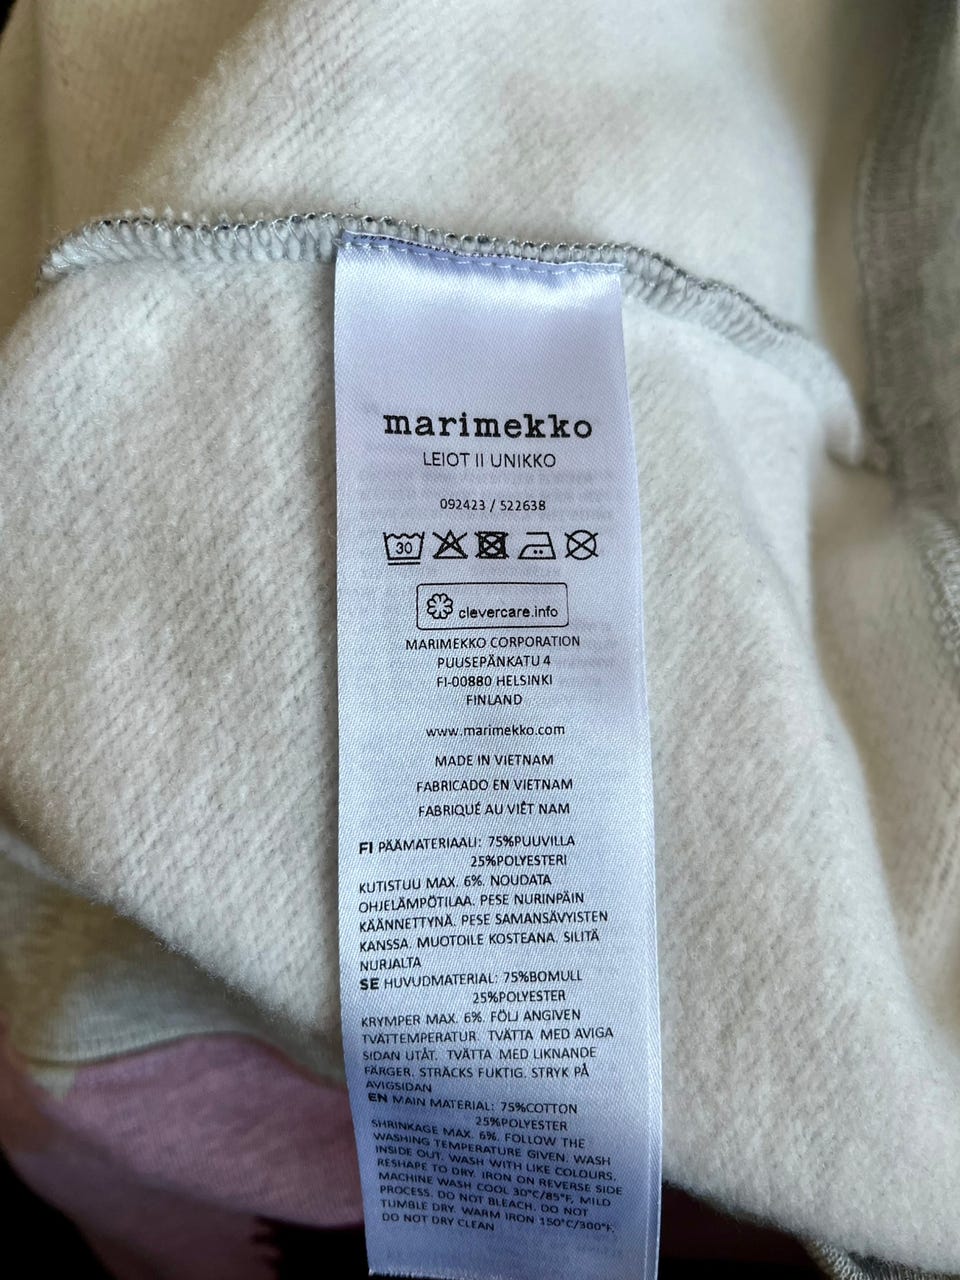 marimekko
LEIOT II UNIKKO
092423 / 522638
30
clevercare.info
MARIMEKKO CORPORATION
PUUSEPÄNKATU 4
FI-00880 HELSINKI
FINLAND
www.marimekko.com
MADE IN VIETNAM
FABRICADO EN VIETNAM
FABRIQUÉ AU VIÊT NAM
FI PÄÄMATERIAALI: 75%PUUVILLA
25%POLYESTERI
KUTISTUU MAX. 6%. NOUDATA
OHJELÄMPÖTILAA. PESE NURINPÄIN
KÄÄNNETTYNÄ. PESE SAMANSÄVYISTEN
KANSSA. MUOTOILE KOSTEANA. SILITÄ
NURJALTA
SE HUVUDMATERIAL: 75%BOMULL
25%POLYESTER
KRYMPER MAX. 6%. FÖLJ ANGIVEN
TVÄTTEMPERATUR. TVÄTTA MED AVIGA
SIDAN UTÅT. TVÄTTA MED LIKNANDE
FÄRGER. STRÄCKS FUKTIG. STRYK PÅ
AVIGSIDAN
EN MAIN MATERIAL: 75%COTTON
25%POLYESTER
SHRINKAGE MAX. 6%. FOLLOW THE
WASHING TEMPERATURE GIVEN. WASH
INSIDE OUT. WASH WITH LIKE COLOURS.
RESHAPE TO DRY. IRON ON REVERSE SIDE
MACHINE WASH COOL 30°C/85°F, MILD
PROCESS. DO NOT BLEACH. DO NOT
TUMBLE DRY. WARM IRON 150°C/300°F.
DO NOT DRY CLEAN